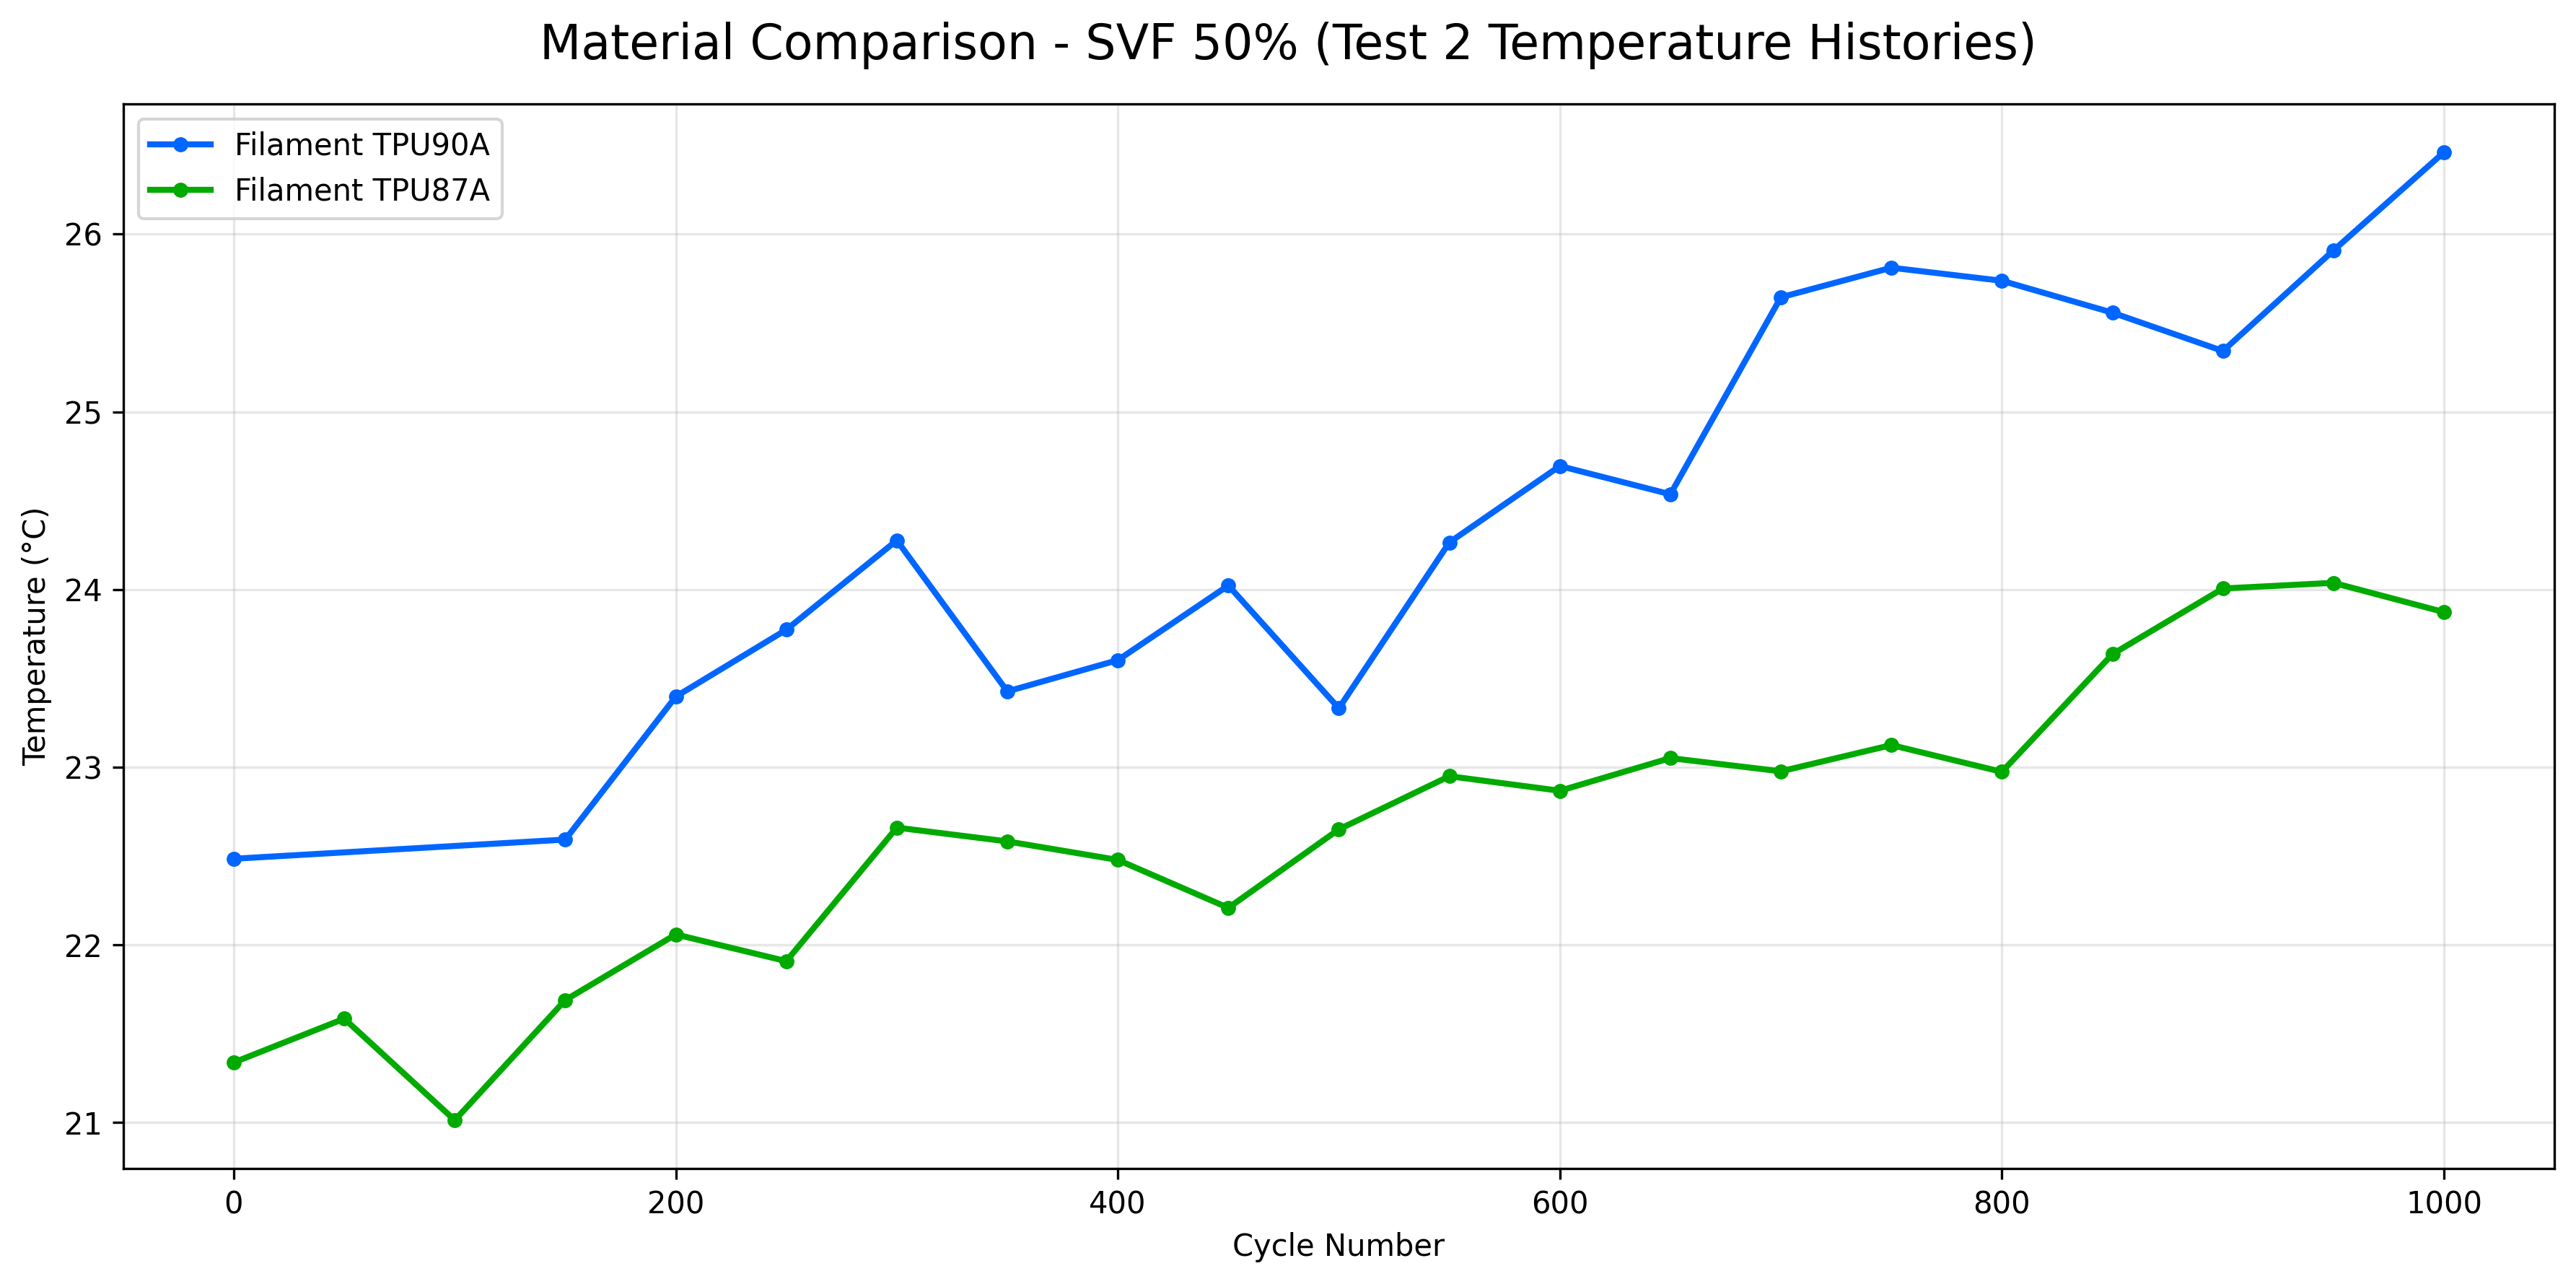 Material Comparison - SVF 50% (Test 2 Temperature Histories)
Filament TPU90A
Filament TPU87A
26
25
24
23
22
21
Temperature (°C)
0 200 400 600 800 1000
Cycle Number